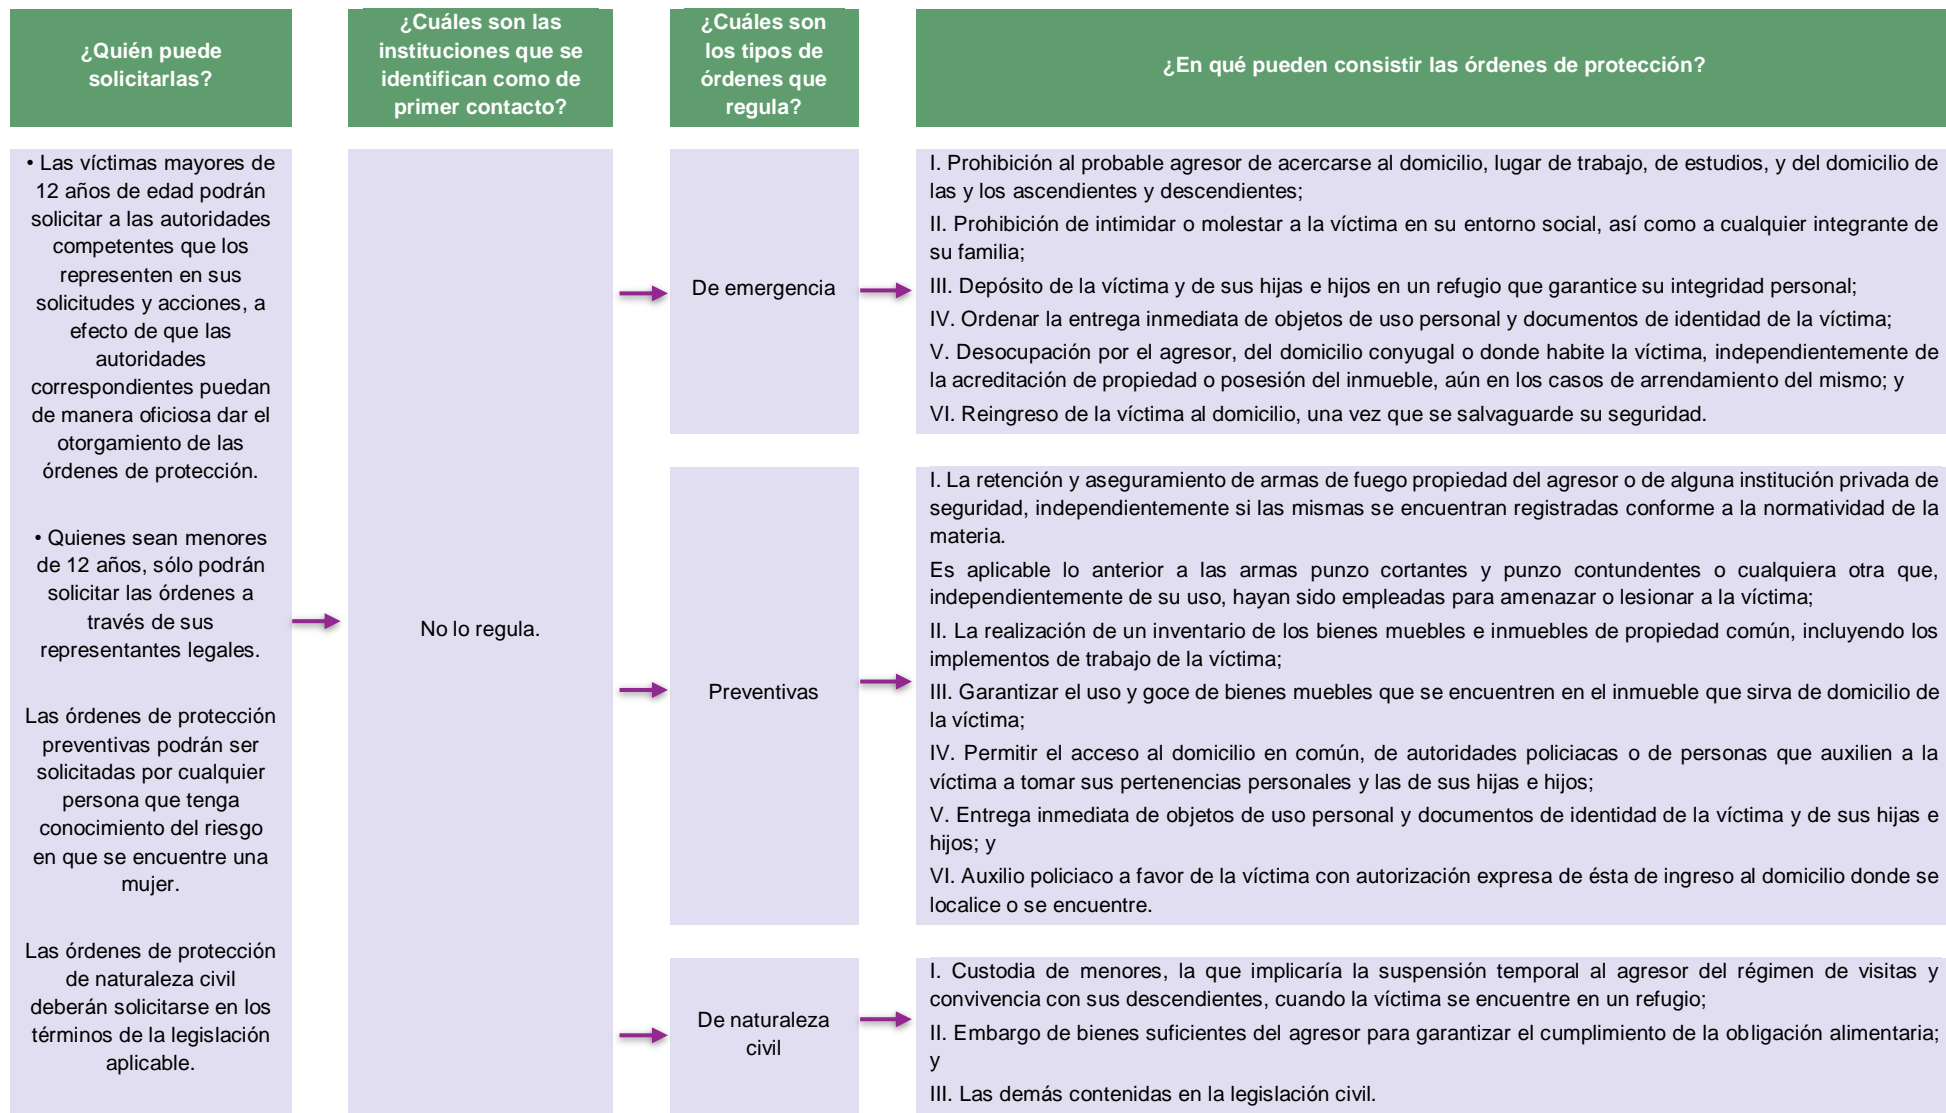 ¿Quién puede
solicitarlas?
¿Cuáles son las
instituciones que se
identifican como de
primer contacto?
¿Cuáles son
los tipos de
órdenes que
regula?
¿En qué pueden consistir las órdenes de protección?
• Las víctimas mayores de
12 años de edad podrán
solicitar a las autoridades
competentes que los
representen en sus
solicitudes y acciones, a
efecto de que las
autoridades
correspondientes puedan
de manera oficiosa dar el
otorgamiento de las
órdenes de protección.
• Quienes sean menores
de 12 años, sólo podrán
solicitar las órdenes a
través de sus
representantes legales.
Las órdenes de protección
preventivas podrán ser
solicitadas por cualquier
persona que tenga
conocimiento del riesgo
en que se encuentre una
mujer.
Las órdenes de protección
de naturaleza civil
deberán solicitarse en los
términos de la legislación
aplicable.
No lo regula.
De emergencia
I. Prohibición al probable agresor de acercarse al domicilio, lugar de trabajo, de estudios, y del domicilio de
las y los ascendientes y descendientes;
II. Prohibición de intimidar o molestar a la víctima en su entorno social, así como a cualquier integrante de
su familia;
III. Depósito de la víctima y de sus hijas e hijos en un refugio que garantice su integridad personal;
IV. Ordenar la entrega inmediata de objetos de uso personal y documentos de identidad de la víctima;
V. Desocupación por el agresor, del domicilio conyugal o donde habite la víctima, independientemente de
la acreditación de propiedad o posesión del inmueble, aún en los casos de arrendamiento del mismo; y
VI. Reingreso de la víctima al domicilio, una vez que se salvaguarde su seguridad.
Preventivas
I. La retención y aseguramiento de armas de fuego propiedad del agresor o de alguna institución privada de
seguridad, independientemente si las mismas se encuentran registradas conforme a la normatividad de la
materia.
Es aplicable lo anterior a las armas punzo cortantes y punzo contundentes o cualquiera otra que,
independientemente de su uso, hayan sido empleadas para amenazar o lesionar a la víctima;
II. La realización de un inventario de los bienes muebles e inmuebles de propiedad común, incluyendo los
implementos de trabajo de la víctima;
III. Garantizar el uso y goce de bienes muebles que se encuentren en el inmueble que sirva de domicilio de
la víctima;
IV. Permitir el acceso al domicilio en común, de autoridades policiacas o de personas que auxilien a la
víctima a tomar sus pertenencias personales y las de sus hijas e hijos;
V. Entrega inmediata de objetos de uso personal y documentos de identidad de la víctima y de sus hijas e
hijos; y
VI. Auxilio policiaco a favor de la víctima con autorización expresa de ésta de ingreso al domicilio donde se
localice o se encuentre.
De naturaleza
civil
I. Custodia de menores, la que implicaría la suspensión temporal al agresor del régimen de visitas y
convivencia con sus descendientes, cuando la víctima se encuentre en un refugio;
II. Embargo de bienes suficientes del agresor para garantizar el cumplimiento de la obligación alimentaria;
y
III. Las demás contenidas en la legislación civil.